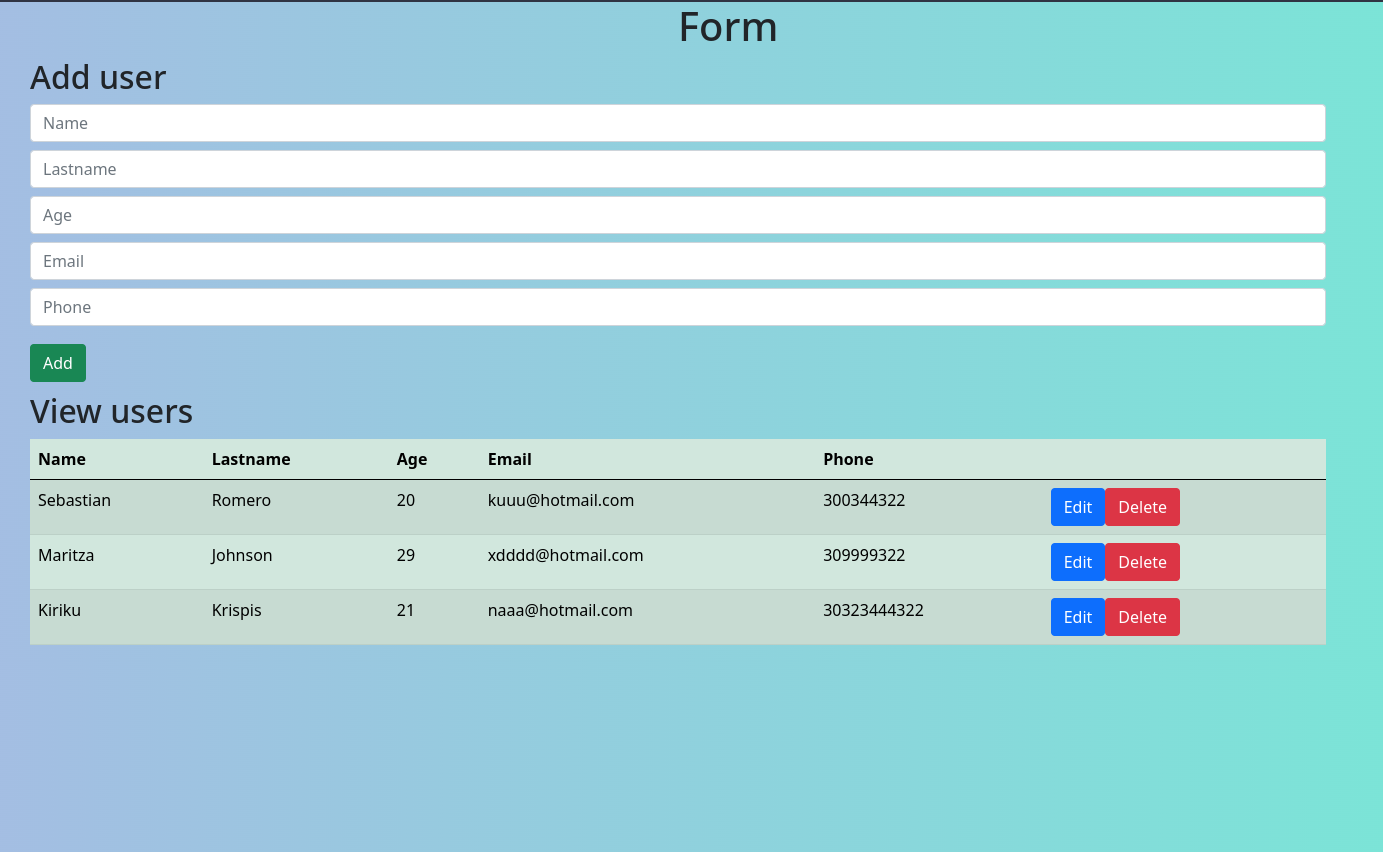 Form
Add user
Name
Lastname
Age
Email
Phone
Add
View users
Name Lastname Age Email Phone
Sebastian Romero 20 kuuu@hotmail.com 300344322 Edit Delete
Maritza Johnson 29 xdddd@hotmail.com 309999322 Edit Delete
Kiriku Krispis 21 naaa@hotmail.com 30323444322 Edit Delete